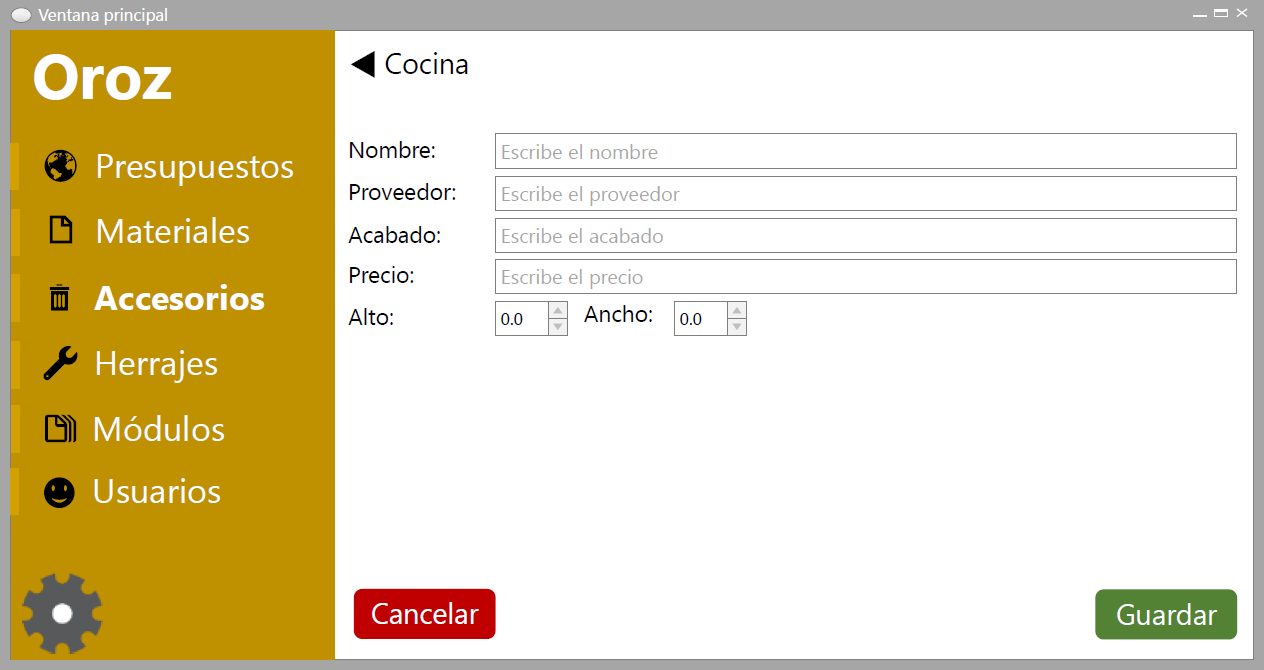 Ventana principal
Oroz
Presupuestos
Materiales
Accesorios
Herrajes
Módulos
Usuarios
Cocina
Nombre: Escribe el nombre
Proveedor: Escribe el proveedor
Acabado: Escribe el acabado
Precio: Escribe el precio
Alto: 0.0 Ancho: 0.0
Cancelar Guardar